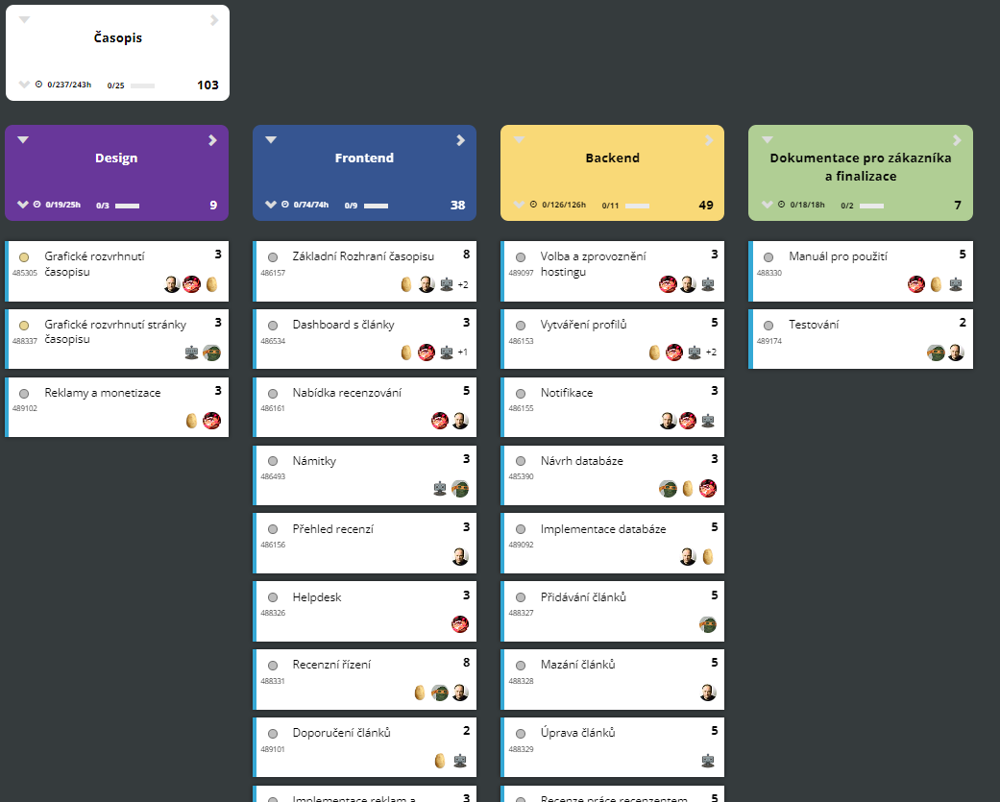 Časopis
0/237/243h 0/25 103
Design
0/19/25h 0/3 9
Frontend
0/74/74h 0/9 38
Backend
0/126/126h 0/11 49
Dokumentace pro zákazníka
a finalizace
0/18/18h 0/2 7
Grafické rozvrhnutí 3
485305 časopisu
Grafické rozvrhnutí stránky 3
488337 časopisu
Reklamy a monetizace 3
489102
Základní Rozhraní časopisu 8
486157
+2
Dashboard s články 3
486534
+1
Nabídka recenzování 5
486161
Námitky 3
486493
Přehled recenzí 3
486156
Helpdesk 3
488326
Recenzní řízení 8
488331
Doporučení článků 2
489101
Implementace reklam a 3
Volba a zprovoznění 3
489097 hostingu
Vytváření profilů 5
486153
+2
Notifikace 3
486155
Návrh databáze 3
485390
Implementace databáze 5
489092
Přidávání článků 5
488327
Mazání článků 5
488328
Úprava článků 5
488329
Recenze práce recenzentem 5
Manuál pro použití 5
488330
Testování 2
489174